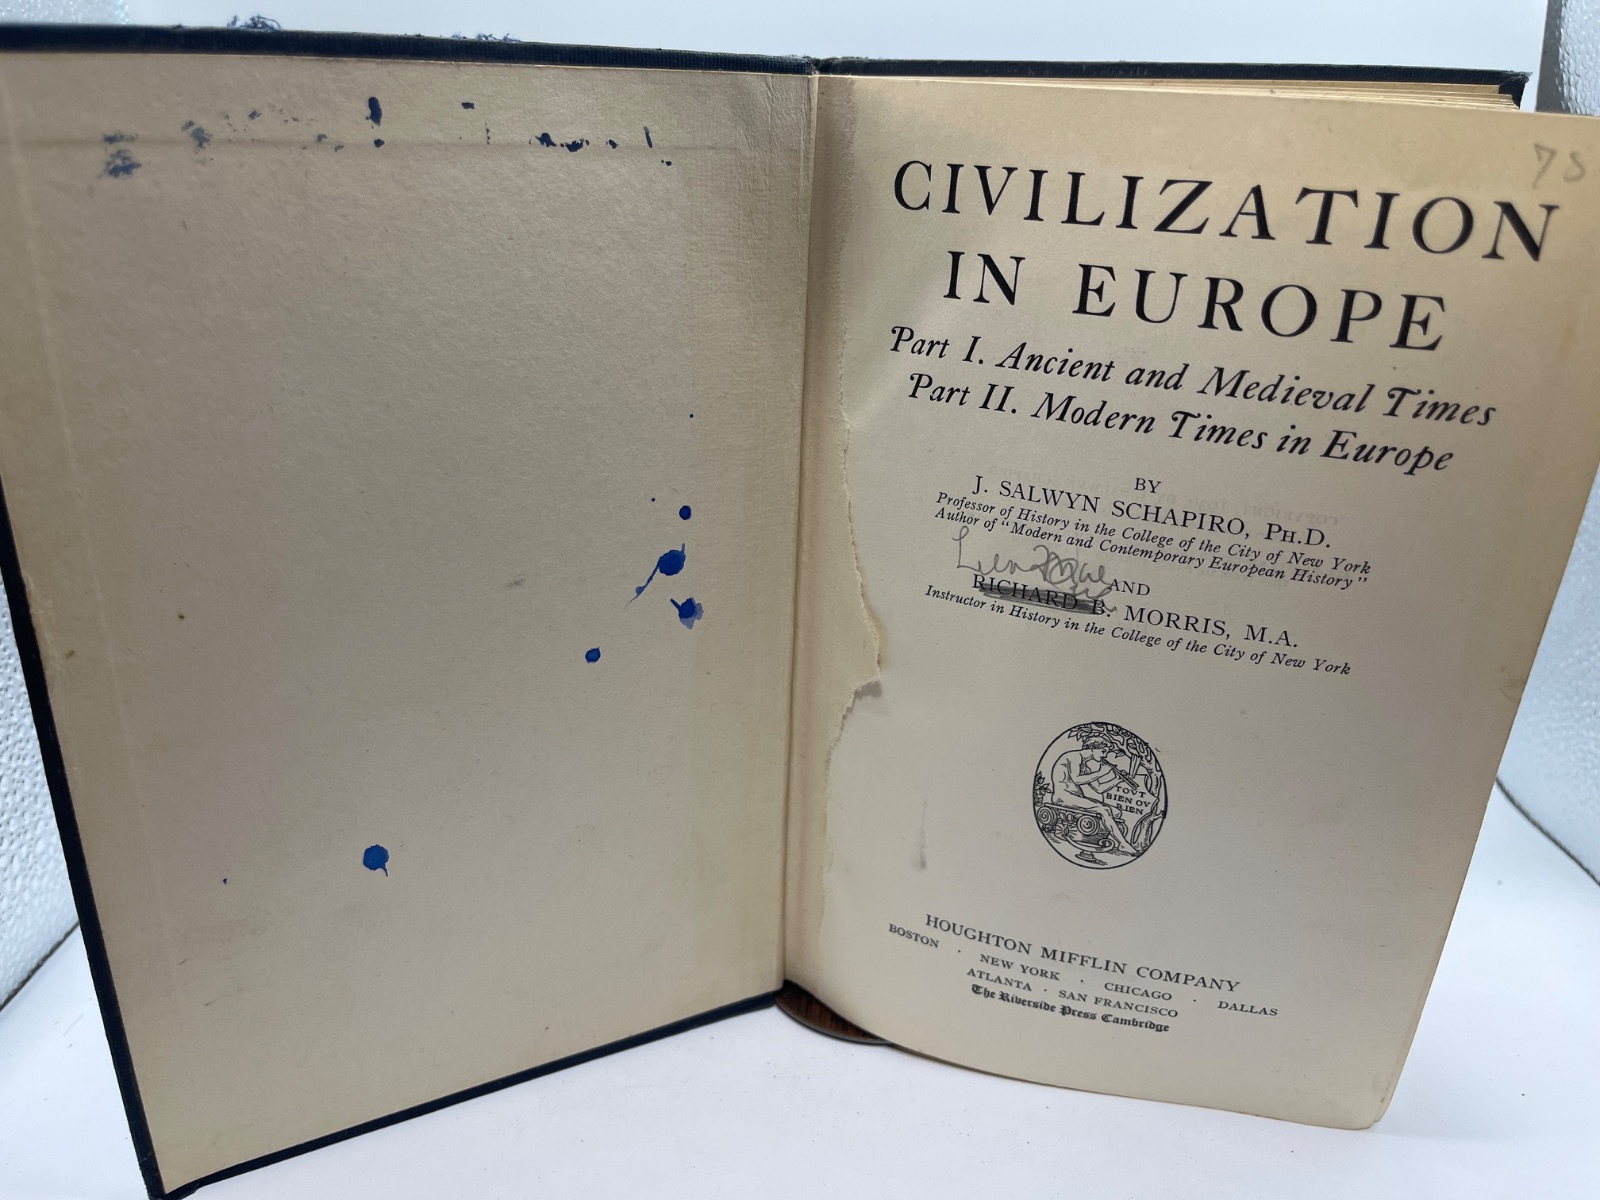 75
CIVILIZATION
IN EUROPE
Part I. Ancient and Medieval Times
Part II. Modern Times in Europe
BY
J. SALWYN SCHAPIRO, PH.D.
Professor of History in the College of the City of New York
Author of "Modern and Contemporary European History"
AND
RICHARD B. MORRIS, M.A.
Instructor in History in the College of the City of New York
TOVT
BIEN OV
RIEN
HOUGHTON MIFFLIN COMPANY
BOSTON · NEW YORK · CHICAGO · DALLAS
ATLANTA · SAN FRANCISCO
The Riverside Press Cambridge